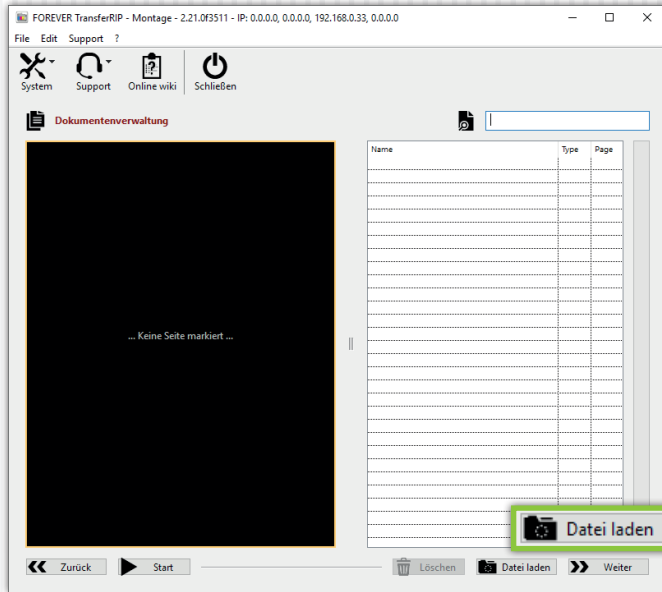 FOREVER TransferRIP - Montage - 2.21.0f3511 - IP: 0.0.0.0, 0.0.0.0, 192.168.0.33, 0.0.0.0
File Edit Support ?
System Support Online wiki Schließen
Dokumentenverwaltung
Name Type Page
... Keine Seite markiert ...
Datei laden
Zurück Start Löschen Datei laden Weiter